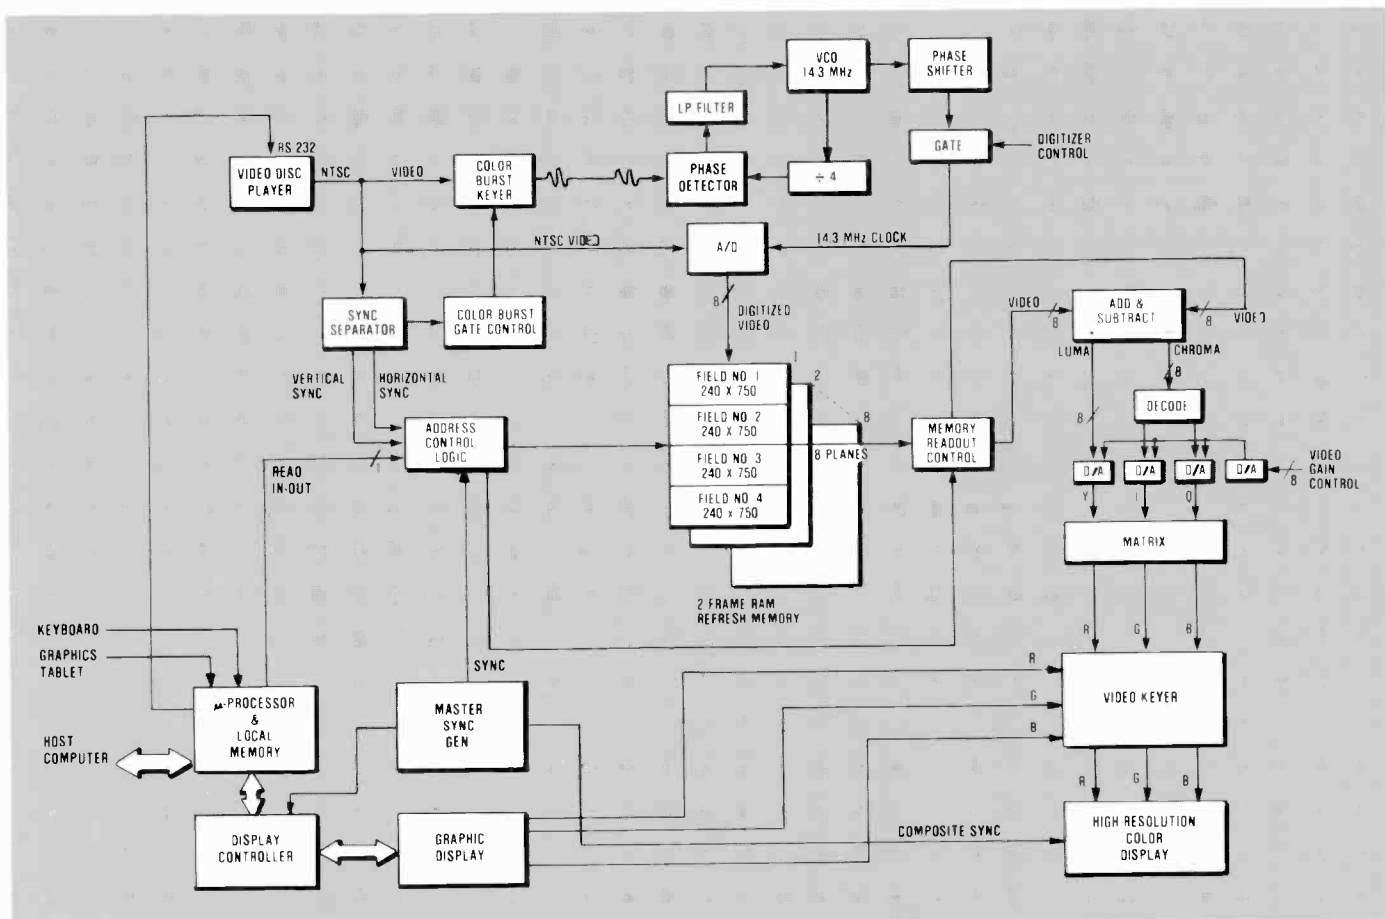 VCO
14.3 MHz
PHASE
SHIFTER
LP FILTER
GATE
DIGITIZER
CONTROL
RS 232
VIDEO DISC
PLAYER
NTSC
VIDEO
COLOR
BURST
KEYER
PHASE
DETECTOR
÷ 4
NTSC VIDEO
A/D
14.3 MHz CLOCK
8
DIGITIZED
VIDEO
SYNC
SEPARATOR
COLOR BURST
GATE CONTROL
VIDEO
8
ADD &
SUBTRACT
8
VIDEO
LUMA
CHROMA
8
8
DECODE
VERTICAL
SYNC
HORIZONTAL
SYNC
1
2
8
FIELD NO. 1
240 x 750
FIELD NO. 2
240 x 750
FIELD NO. 3
240 x 750
FIELD NO. 4
240 x 750
8 PLANES
ADDRESS
CONTROL
LOGIC
MEMORY
READOUT
CONTROL
READ
IN-OUT
1
D/A
D/A
D/A
D/A
8
VIDEO
GAIN
CONTROL
Y
I
Q
MATRIX
2 FRAME RAM
REFRESH MEMORY
R
G
B
KEYBOARD
GRAPHICS
TABLET
SYNC
R
G
B
VIDEO KEYER
μ-PROCESSOR
&
LOCAL
MEMORY
MASTER
SYNC
GEN
HOST
COMPUTER
R
G
B
DISPLAY
CONTROLLER
GRAPHIC
DISPLAY
COMPOSITE SYNC
HIGH RESOLUTION
COLOR
DISPLAY